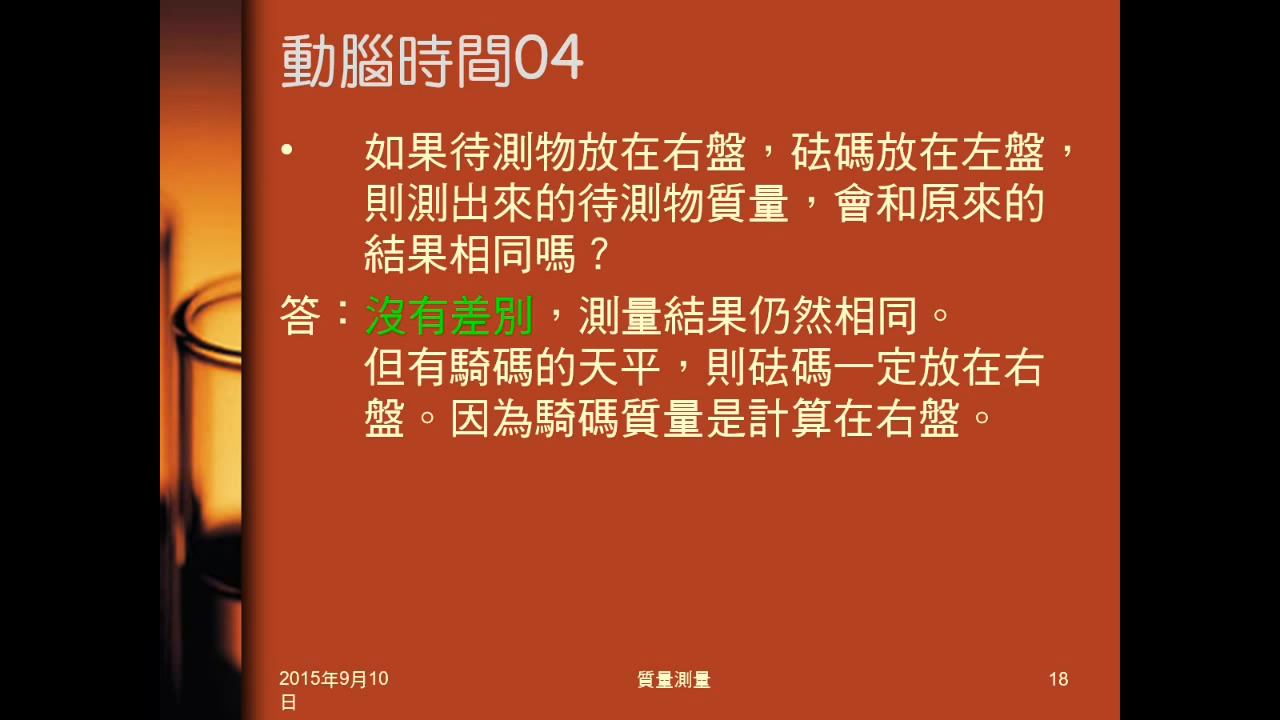 動腦時間04
• 如果待測物放在右盤，砝碼放在左盤，
則測出來的待測物質量，會和原來的
結果相同嗎？
答：沒有差別，測量結果仍然相同。
但有騎碼的天平，則砝碼一定放在右
盤。因為騎碼質量是計算在右盤。
2015年9月10
日
質量測量
18